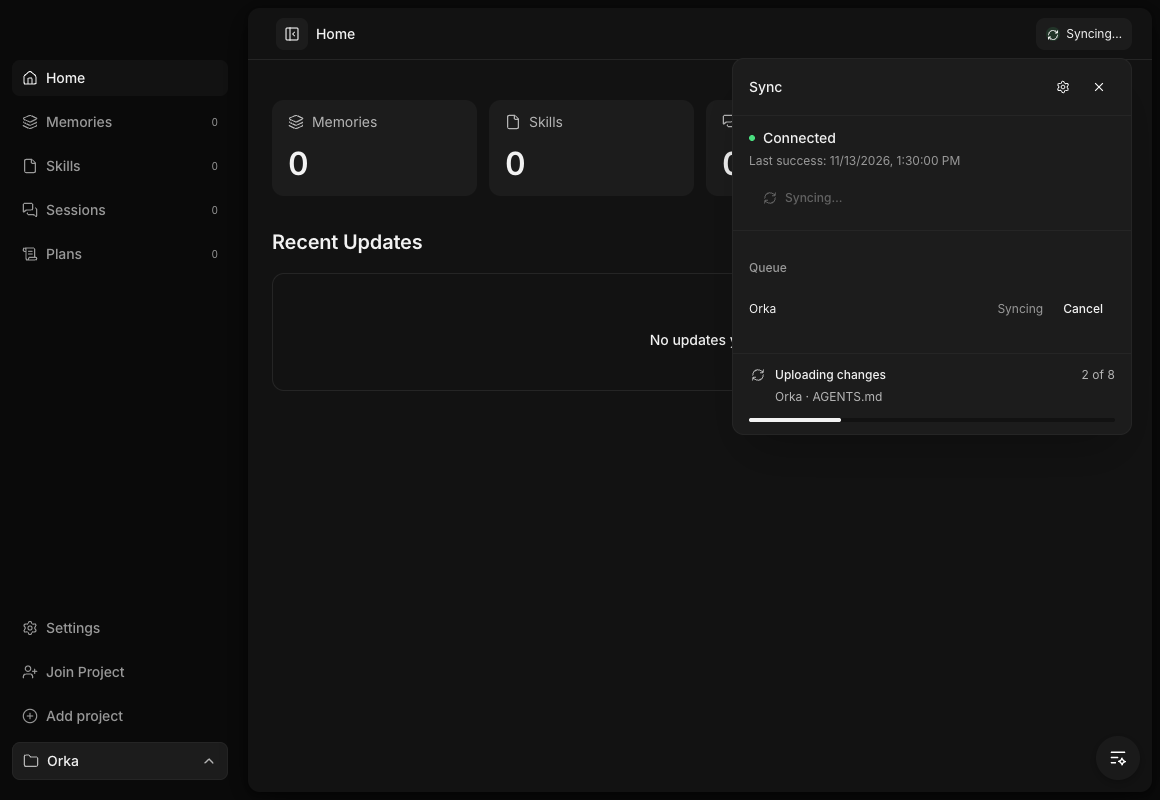 Home
Syncing...
Home
Memories 0
Skills 0
Sessions 0
Plans 0
Memories
0
Skills
0
Recent Updates
No updates
Sync
Connected
Last success: 11/13/2026, 1:30:00 PM
Syncing...
Queue
Orka Syncing Cancel
Uploading changes 2 of 8
Orka · AGENTS.md
Settings
Join Project
Add project
Orka